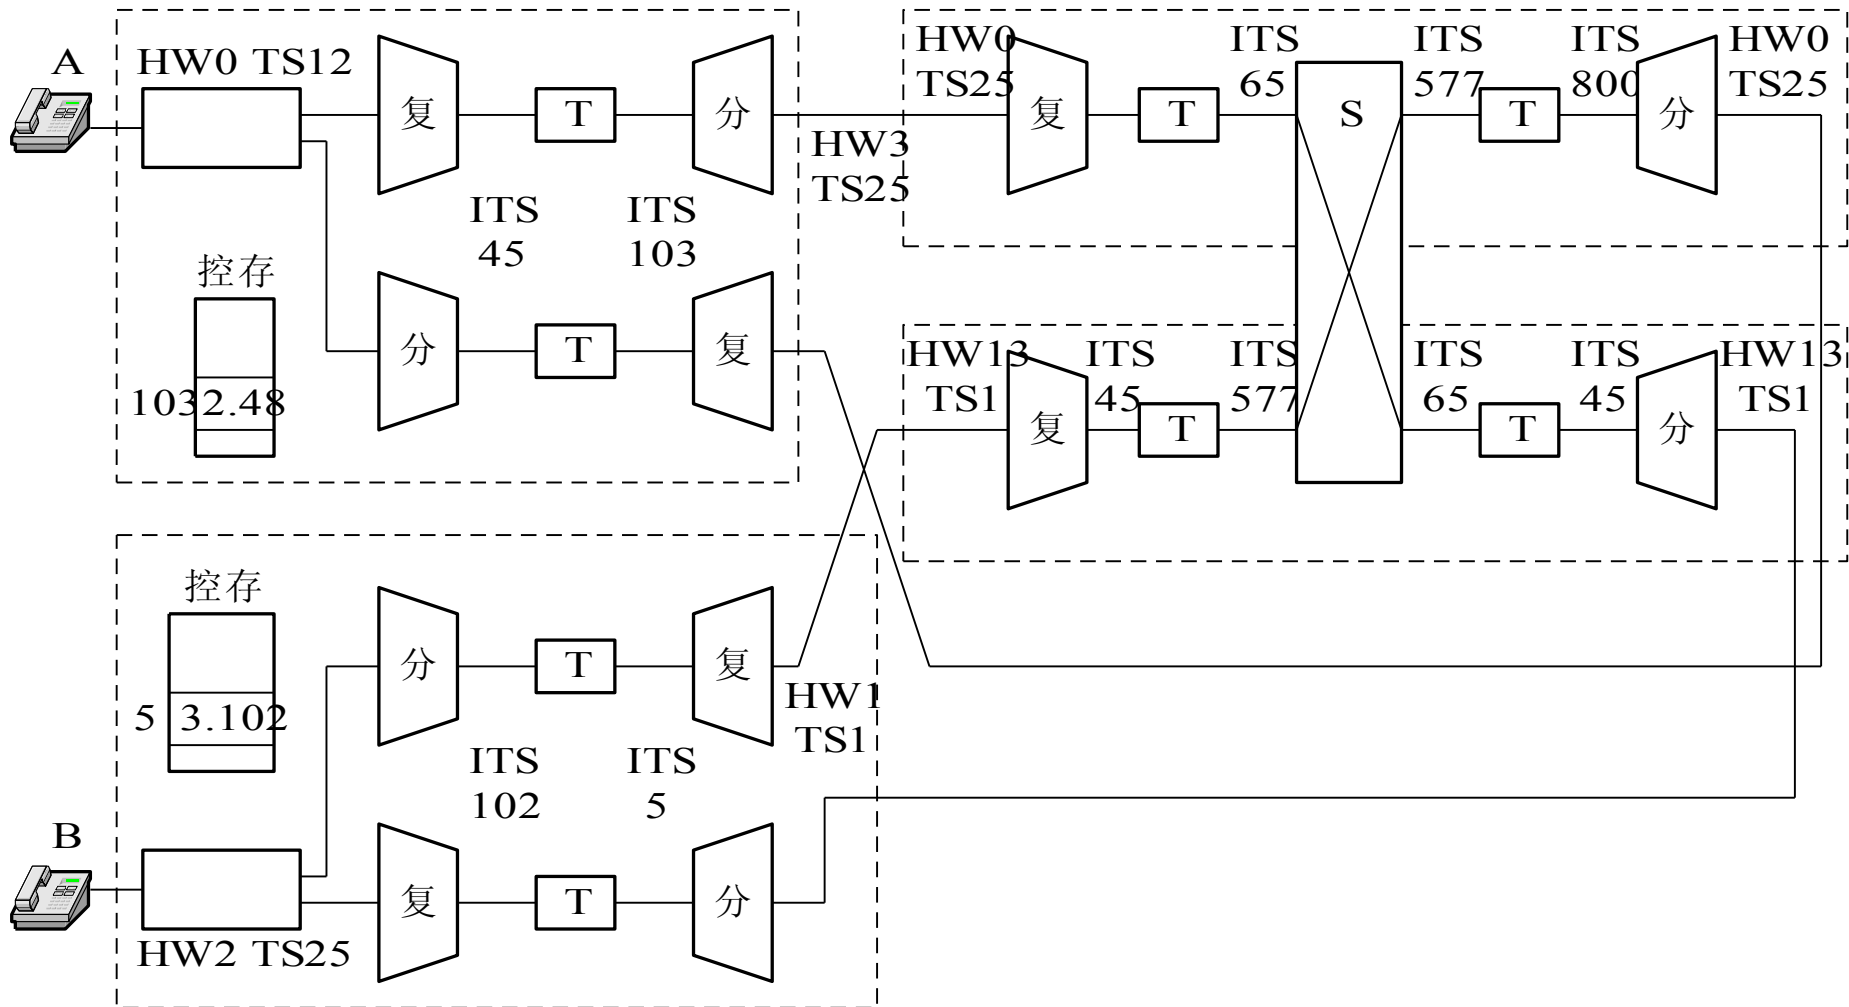 A
HW0 TS12
复
T
分
HW3
TS25
ITS
45
ITS
103
控存
103
2.48
分
T
复
HW0
TS25
复
T
ITS
65
S
ITS
577
T
ITS
800
分
HW0
TS25
HW13
TS1
复
ITS
45
T
ITS
577
ITS
65
T
ITS
45
分
HW13
TS1
控存
5
3.102
分
T
复
HW1
TS1
ITS
102
ITS
5
B
HW2 TS25
复
T
分